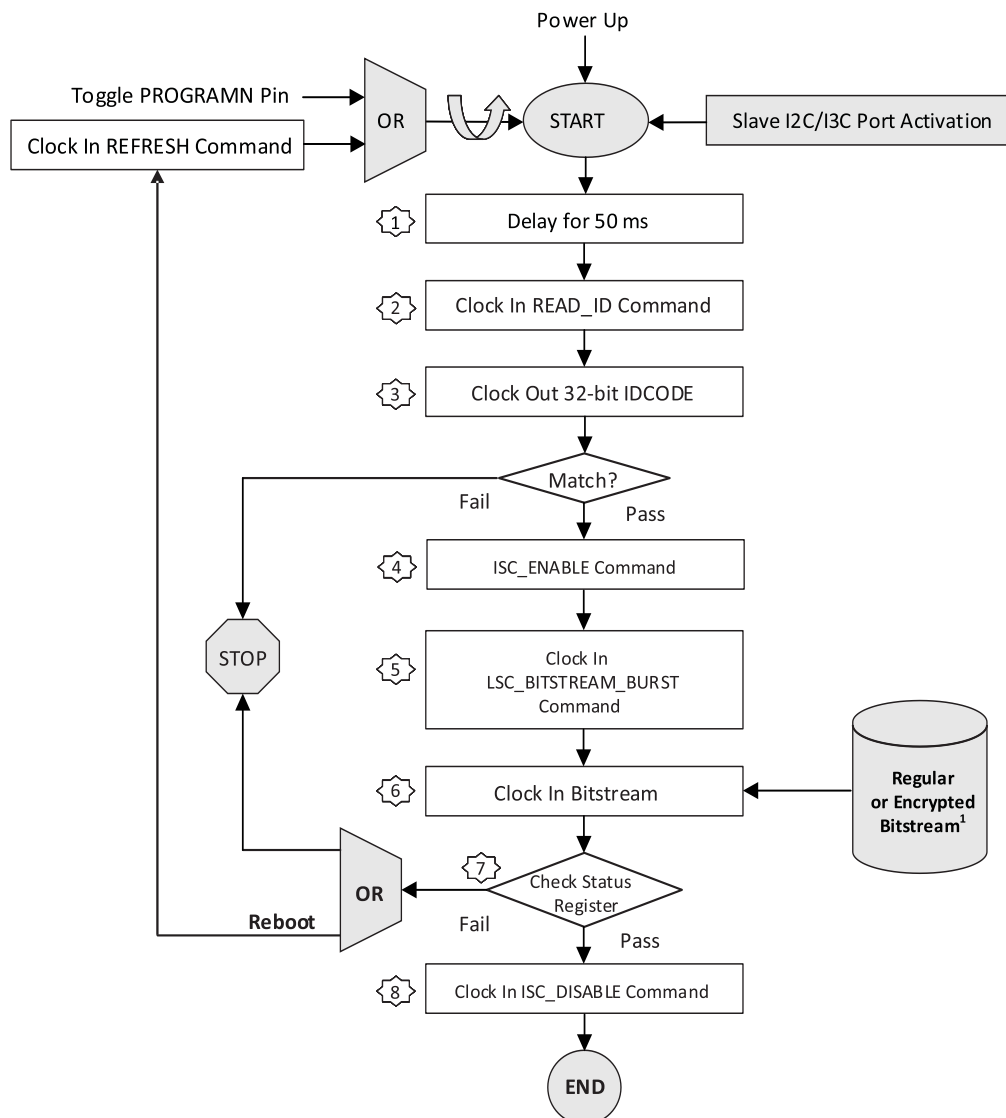 Power Up
Toggle PROGRAMN Pin
OR
START
Slave I2C/I3C Port Activation
Clock In REFRESH Command
1
Delay for 50 ms
2
Clock In READ_ID Command
3
Clock Out 32-bit IDCODE
Match?
Fail
Pass
4
ISC_ENABLE Command
STOP
5
Clock In
LSC_BITSTREAM_BURST
Command
6
Clock In Bitstream
Regular
or Encrypted
Bitstream¹
7
Check Status
Register
OR
Reboot
Fail
Pass
8
Clock In ISC_DISABLE Command
END